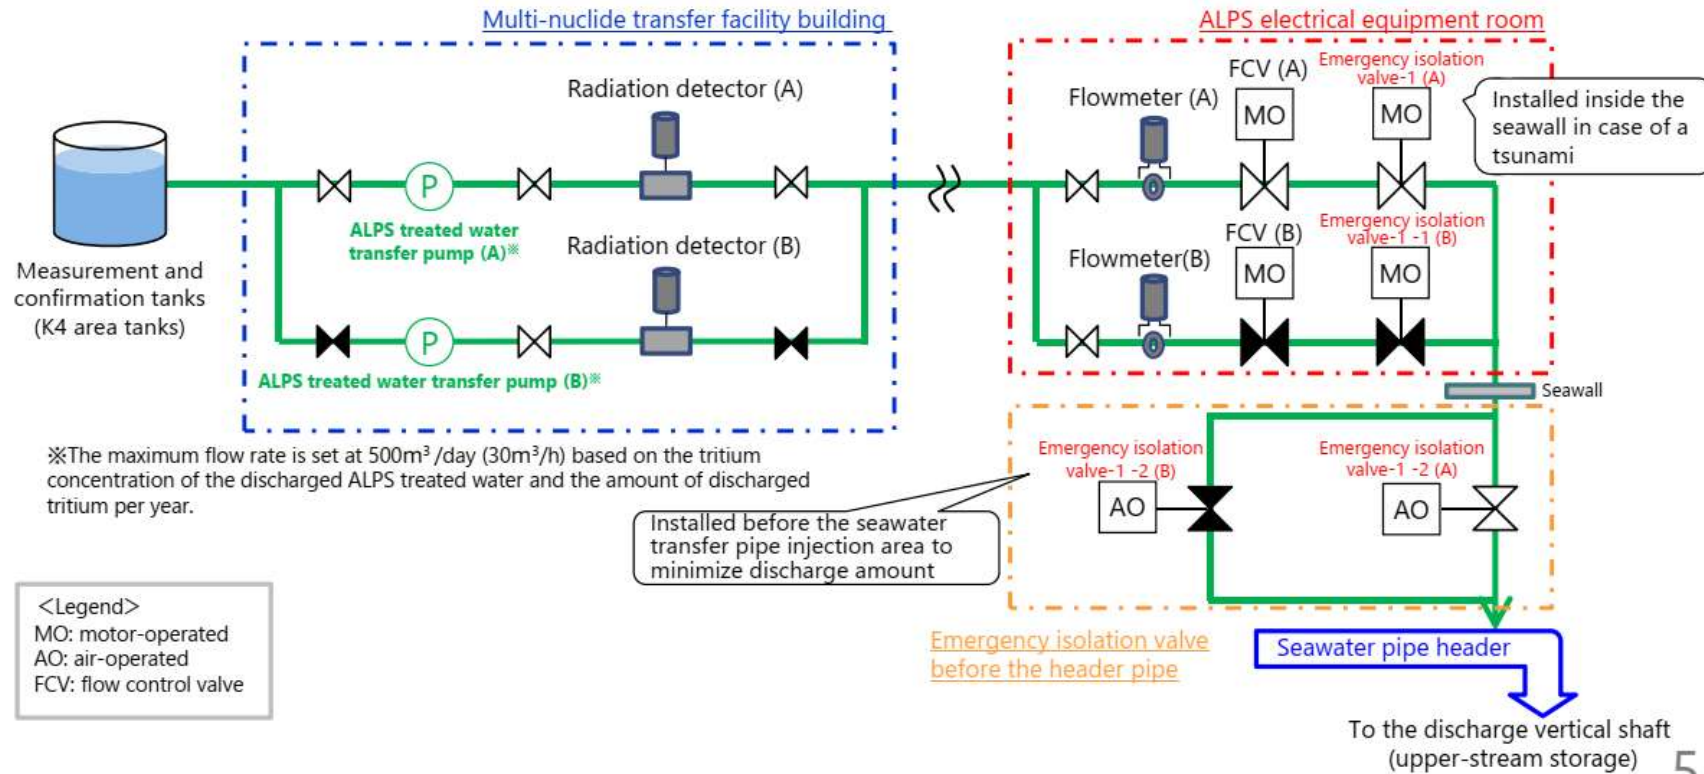 Multi-nuclide transfer facility building
ALPS electrical equipment room
Radiation detector (A)
P
ALPS treated water
transfer pump (A)※
Radiation detector (B)
P
ALPS treated water transfer pump (B)※
Measurement and
confirmation tanks
(K4 area tanks)
Flowmeter (A)
FCV (A)
MO
Emergency isolation
valve-1 (A)
MO
Installed inside the
seawall in case of a
tsunami
Flowmeter(B)
FCV (B)
MO
Emergency isolation
valve-1 -1 (B)
MO
Seawall
※The maximum flow rate is set at 500m³ /day (30m³/h) based on the tritium
concentration of the discharged ALPS treated water and the amount of discharged
tritium per year.
Emergency isolation
valve-1 -2 (B)
AO
Emergency isolation
valve-1 -2 (A)
AO
Installed before the seawater
transfer pipe injection area to
minimize discharge amount
<Legend>
MO: motor-operated
AO: air-operated
FCV: flow control valve
Emergency isolation valve
before the header pipe
Seawater pipe header
To the discharge vertical shaft
(upper-stream storage)
5